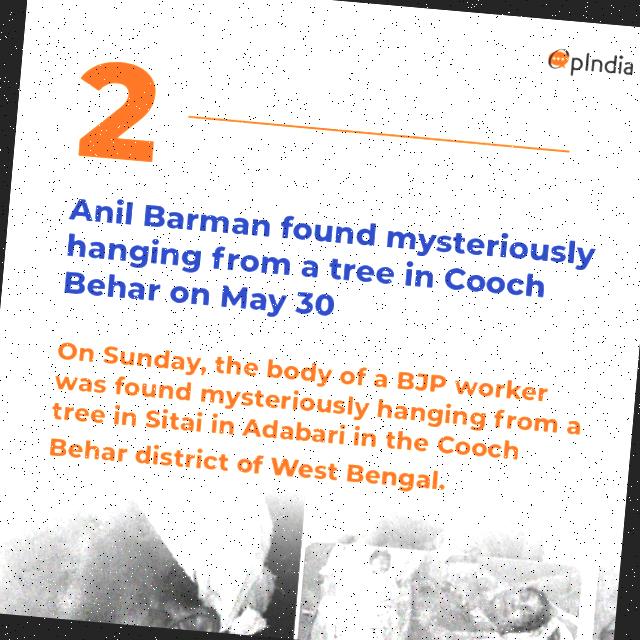 OpIndia
2
Anil Barman found mysteriously
hanging from a tree in Cooch
Behar on May 30
On Sunday, the body of a BJP worker
was found mysteriously hanging from a
tree in Sitai in Adabari in the Cooch
Behar district of West Bengal.